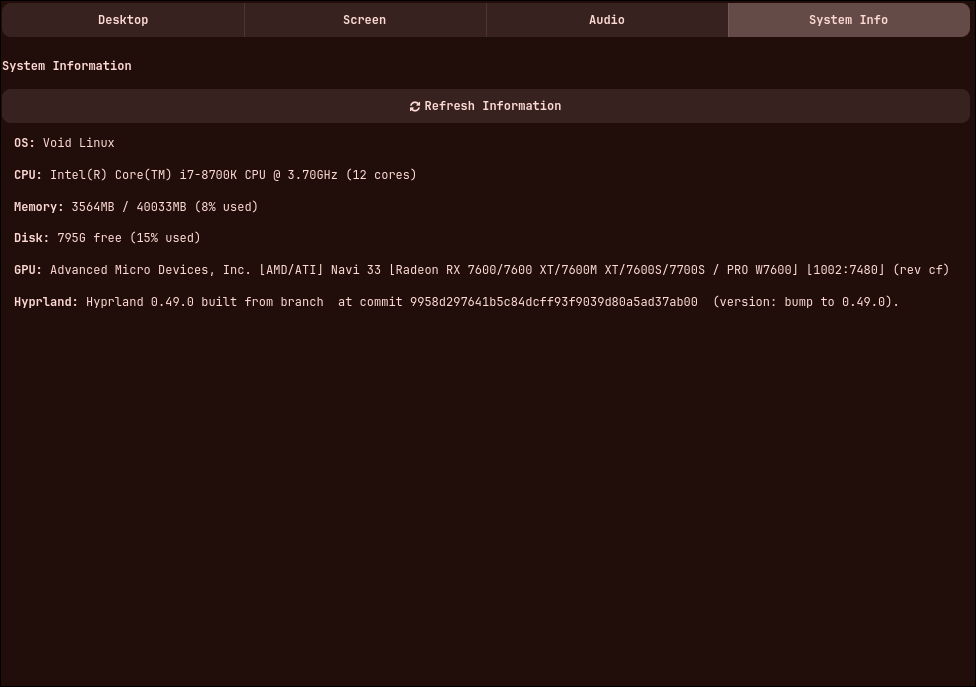 Desktop
Screen
Audio
System Info
System Information
Refresh Information
OS: Void Linux
CPU: Intel(R) Core(TM) i7-8700K CPU @ 3.70GHz (12 cores)
Memory: 3564MB / 40033MB (8% used)
Disk: 795G free (15% used)
GPU: Advanced Micro Devices, Inc. [AMD/ATI] Navi 33 [Radeon RX 7600/7600 XT/7600M XT/7600S/7700S / PRO W7600] [1002:7480] (rev cf)
Hyprland: Hyprland 0.49.0 built from branch  at commit 9958d297641b5c84dcff93f9039d80a5ad37ab00  (version: bump to 0.49.0).